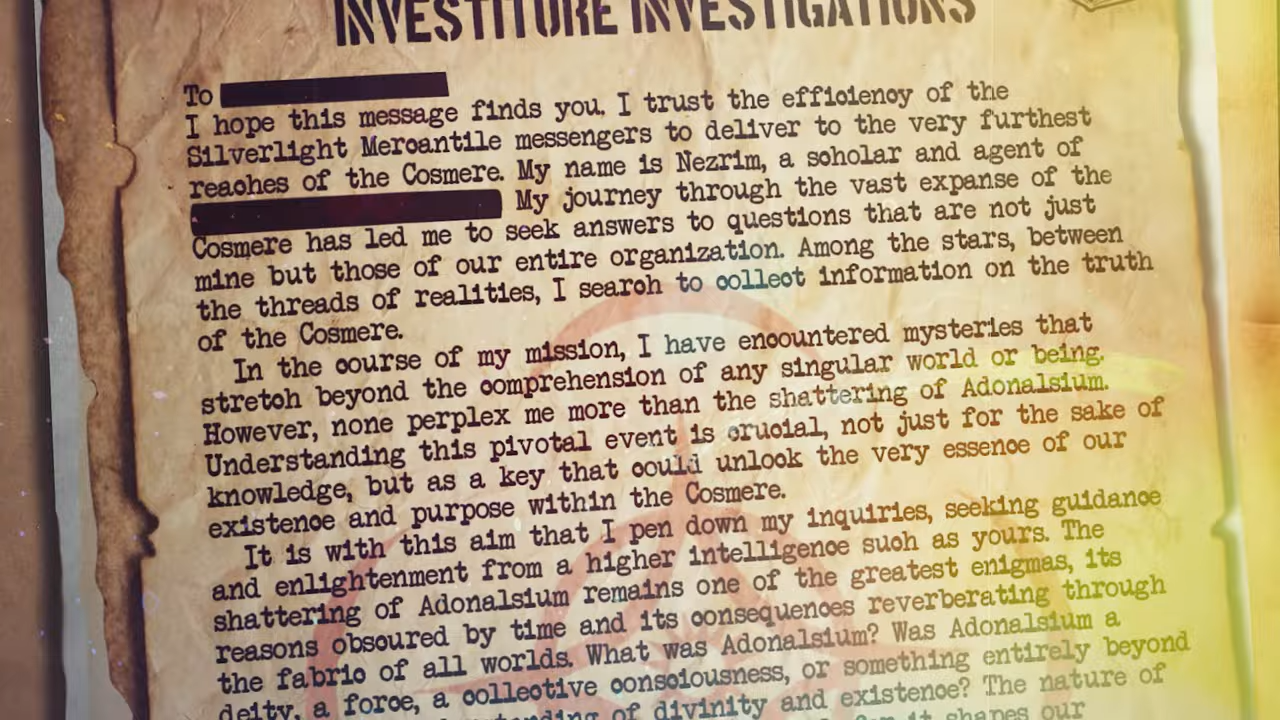 INVESTITURE INVESTIGATIONS
To
I hope this message finds you. I trust the efficiency of the
Silverlight Mercantile messengers to deliver to the very furthest
reaches of the Cosmere. My name is Nezrim, a scholar and agent of
My journey through the vast expanse of the
Cosmere has led me to seek answers to questions that are not just
mine but those of our entire organization. Among the stars, between
the threads of realities, I search to collect information on the truth
of the Cosmere.
In the course of my mission, I have encountered mysteries that
stretch beyond the comprehension of any singular world or being.
However, none perplex me more than the shattering of Adonalsium.
Understanding this pivotal event is crucial, not just for the sake of
knowledge, but as a key that could unlock the very essence of our
existence and purpose within the Cosmere.
It is with this aim that I pen down my inquiries, seeking guidance
and enlightenment from a higher intelligence such as yours. The
shattering of Adonalsium remains one of the greatest enigmas, its
reasons obscured by time and its consequences reverberating through
the fabric of all worlds. What was Adonalsium? Was Adonalsium a
deity, a force, a collective consciousness, or something entirely beyond
of divinity and existence? The nature of
it shapes our